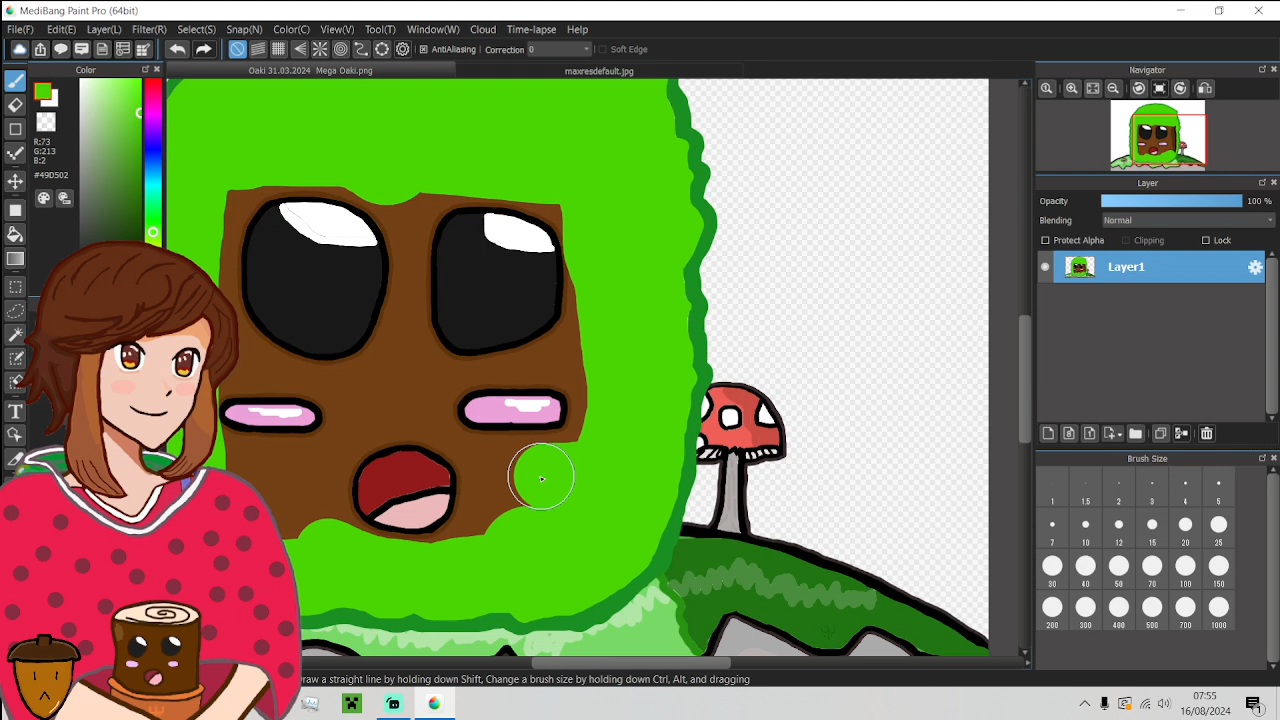 MediBang Paint Pro (64bit)
File(F) Edit(E) Layer(L) Filter(R) Select(S) Snap(N) Color(C) View(V) Tool(T) Window(W) Cloud Time-lapse Help
AntiAliasing Correction 0 Soft Edge
Color Oaki 31.03.2024 Mega Oaki.png maxresdefault.jpg Navigator
R:73
G:213
B:2
#49D502
Layer
Opacity 100 %
Blending Normal
Protect Alpha Clipping Lock
Layer1
Brush Size
1 1.5 2 3 4 5
7 10 12 15 20 25
30 40 50 70 100 150
200 300 400 500 700 1000
raw a straight line by holding down Shift, Change a brush size by holding down Ctrl, Alt, and dragging
07:55
16/08/2024